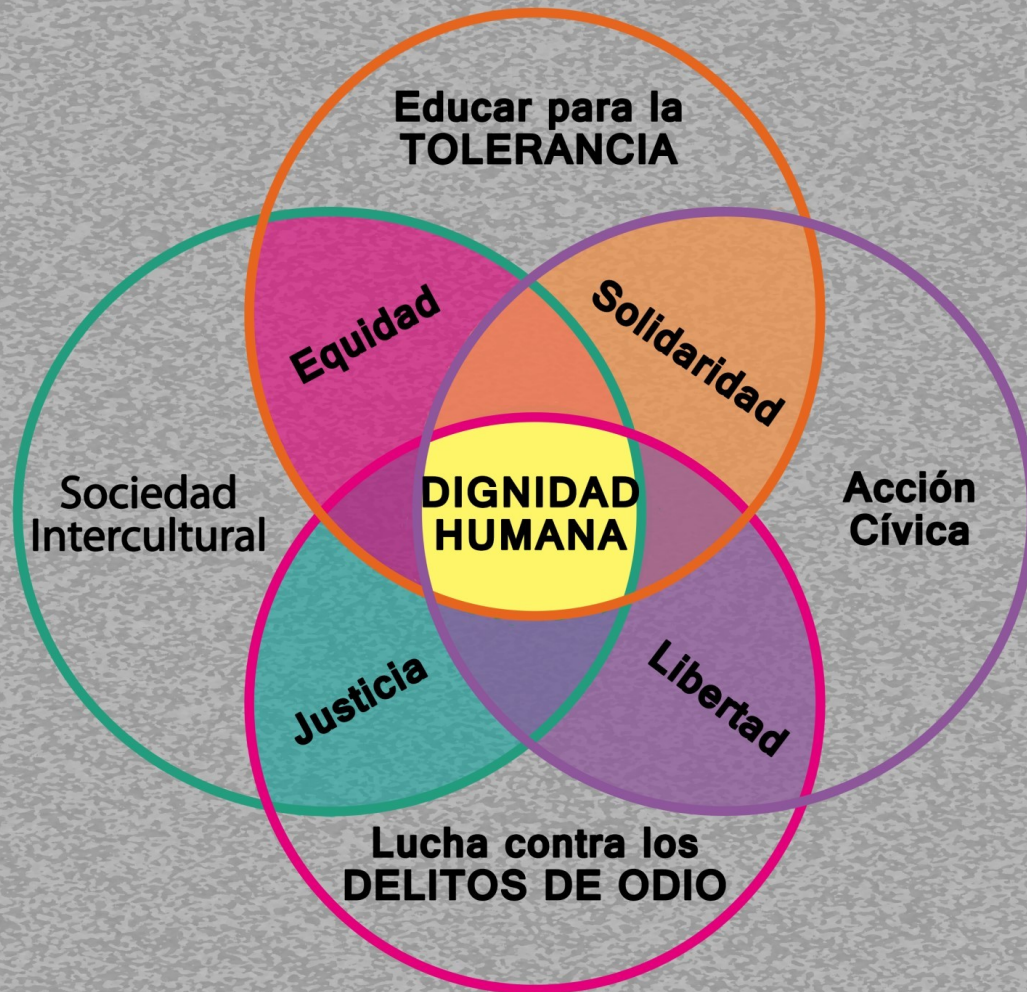 Educar para la
TOLERANCIA
Equidad
Solidaridad
Sociedad
Intercultural
DIGNIDAD
HUMANA
Acción
Cívica
Justicia
Libertad
Lucha contra los
DELITOS DE ODIO